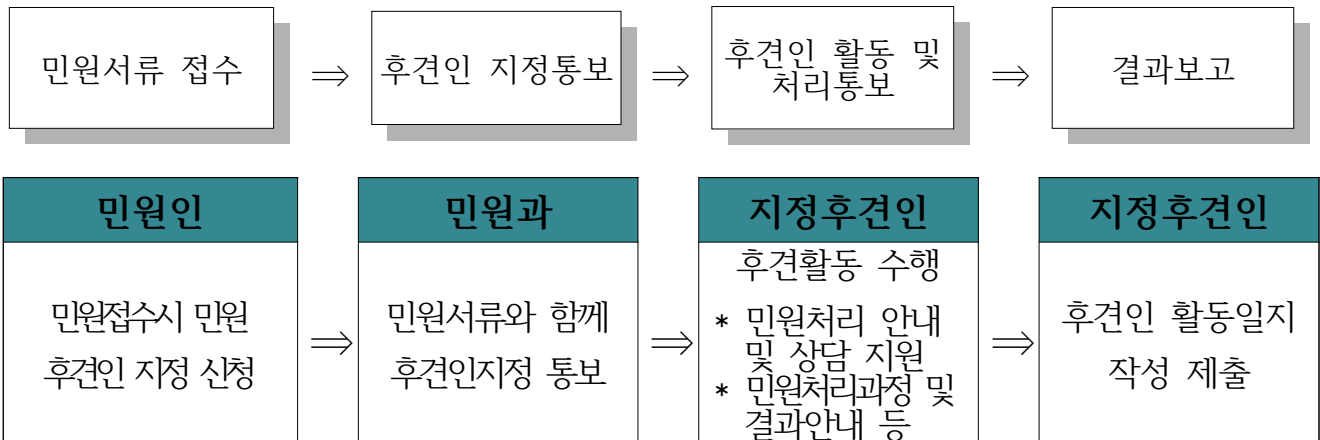 민원서류 접수
⇒
후견인 지정통보
⇒
후견인 활동 및
처리통보
⇒
결과보고
민원인
민원과
지정후견인
지정후견인
민원접수시 민원
후견인 지정 신청
⇒
민원서류와 함께
후견인지정 통보
⇒
후견활동 수행
* 민원처리 안내
및 상담 지원
* 민원처리과정 및
결과안내 등
⇒
후견인 활동일지
작성 제출